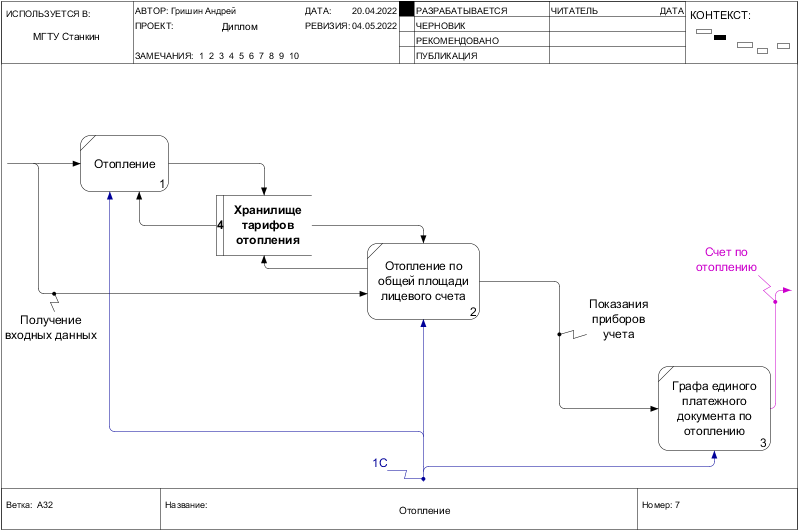 ИСПОЛЬЗУЕТСЯ В:
МГТУ Станкин
АВТОР: Гришин Андрей
ДАТА: 20.04.2022
ПРОЕКТ: Диплом
РЕВИЗИЯ: 04.05.2022
ЗАМЕЧАНИЯ: 1 2 3 4 5 6 7 8 9 10
РАЗРАБАТЫВАЕТСЯ
ЧЕРНОВИК
РЕКОМЕНДОВАНО
ПУБЛИКАЦИЯ
ЧИТАТЕЛЬ
ДАТА
КОНТЕКСТ:
Отопление
1
4
Хранилище
тарифов
отопления
Отопление по
общей площади
лицевого счета
2
Счет по
отоплению
Получение
входных данных
Показания
приборов
учета
Графа единого
платежного
документа по
отоплению
3
1С
Ветка: A32
Название:
Отопление
Номер: 7